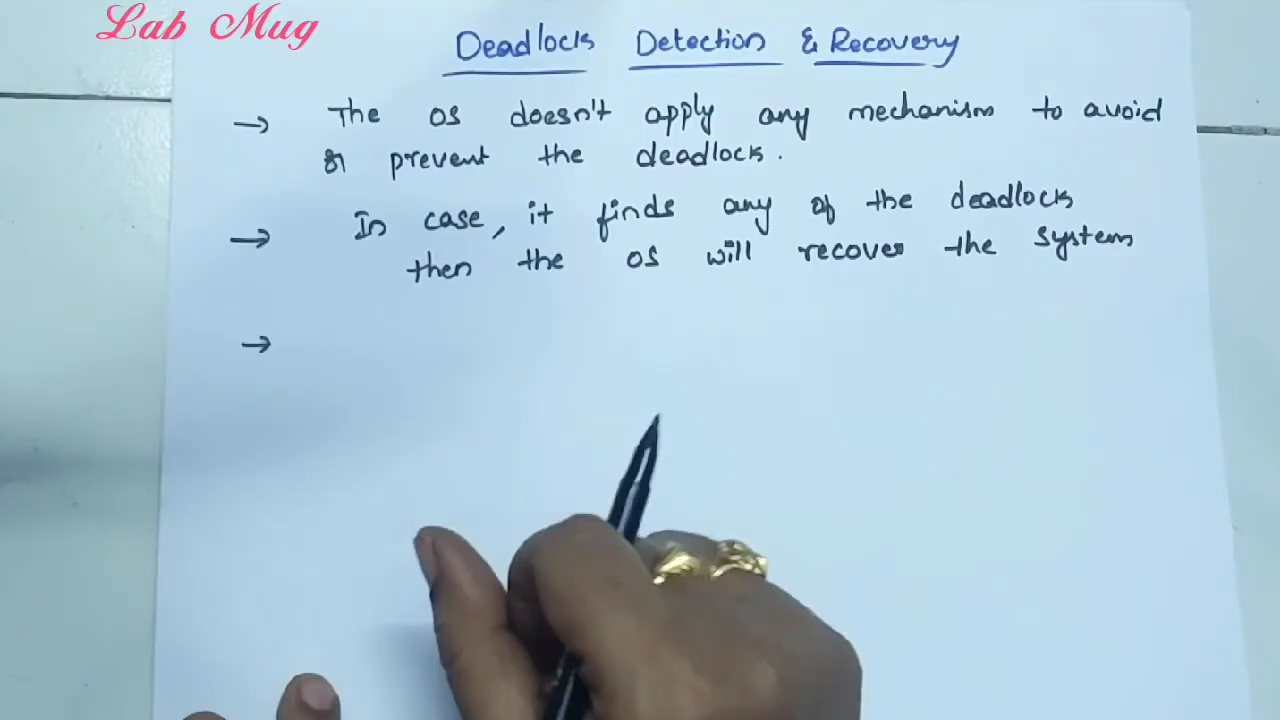 Lab Mug
Deadlocks Detection & Recovery
→ The OS doesn't apply any mechanism to avoid
or prevent the deadlock.
→ In case, it finds any of the deadlocks
then the OS will recover the system
→